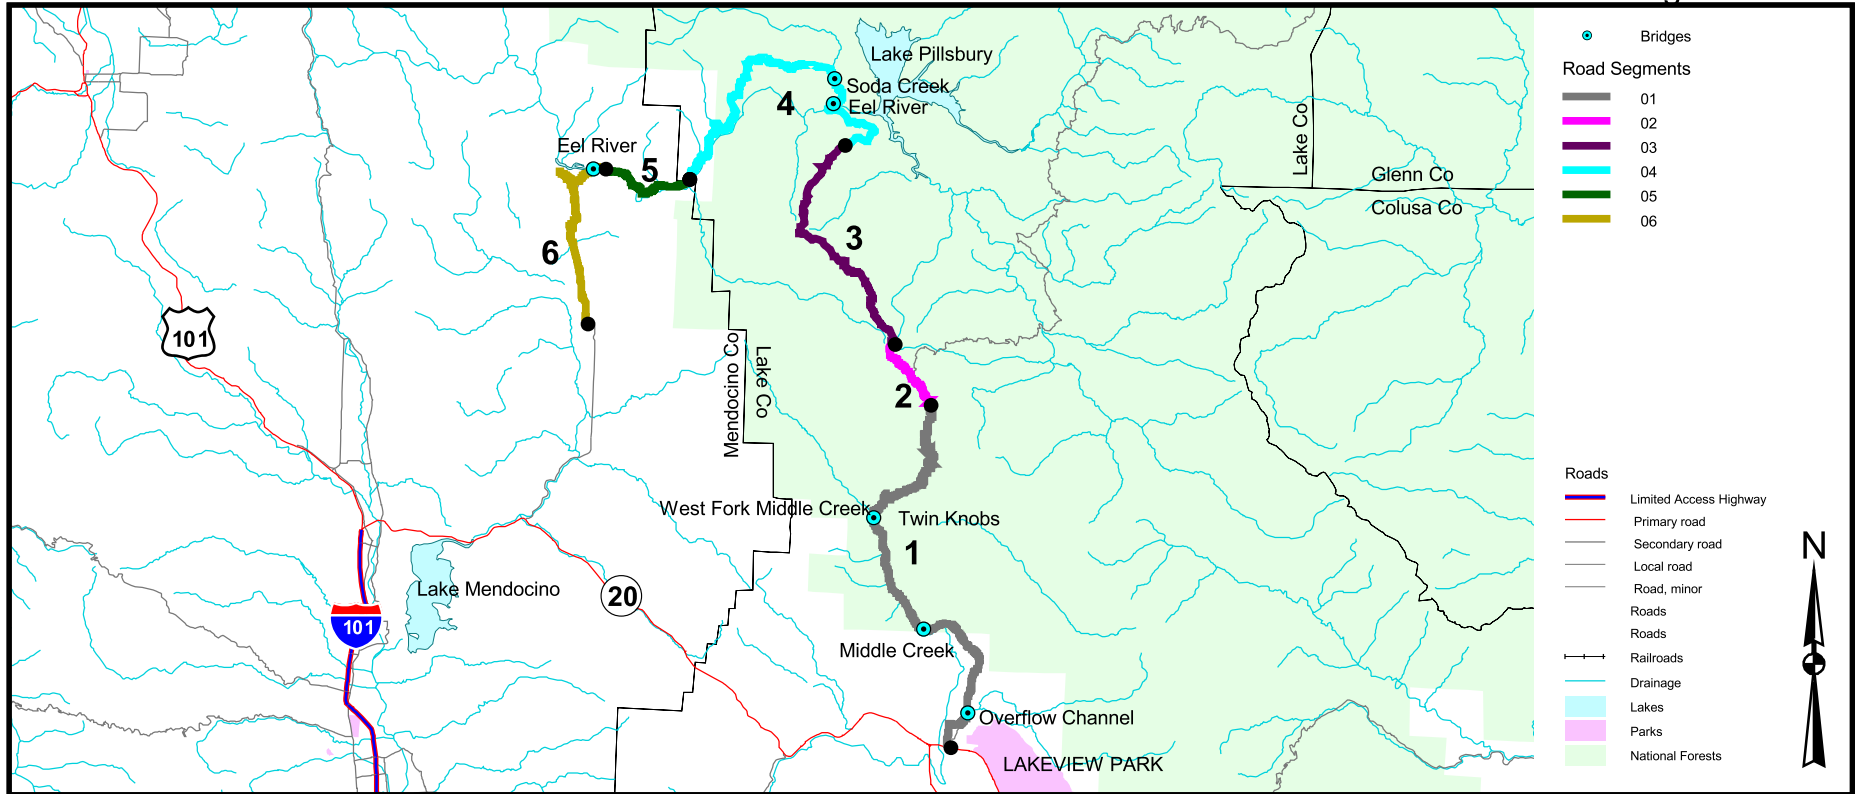 Lake Pillsbury
Soda Creek
Eel River
4
Eel River
5
6
3
2
1
Lake Co
Glenn Co
Colusa Co
101
Mendocino Co
Lake Co
West Fork Middle Creek
Twin Knobs
Lake Mendocino
20
101
Middle Creek
Overflow Channel
LAKEVIEW PARK
Bridges
Road Segments
01
02
03
04
05
06
Roads
Limited Access Highway
Primary road
Secondary road
Local road
Road, minor
Roads
Roads
Railroads
Drainage
Lakes
Parks
National Forests
N